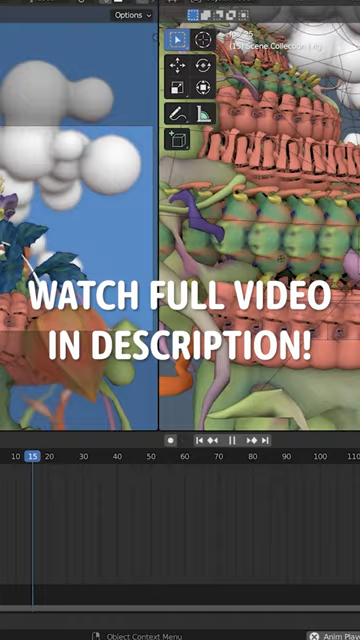 Options
(15) Scene Collection
WATCH FULL VIDEO
IN DESCRIPTION!
10 15 20 30 40 50 60 70 80 90 100 110
Object Context Menu
Anim Play